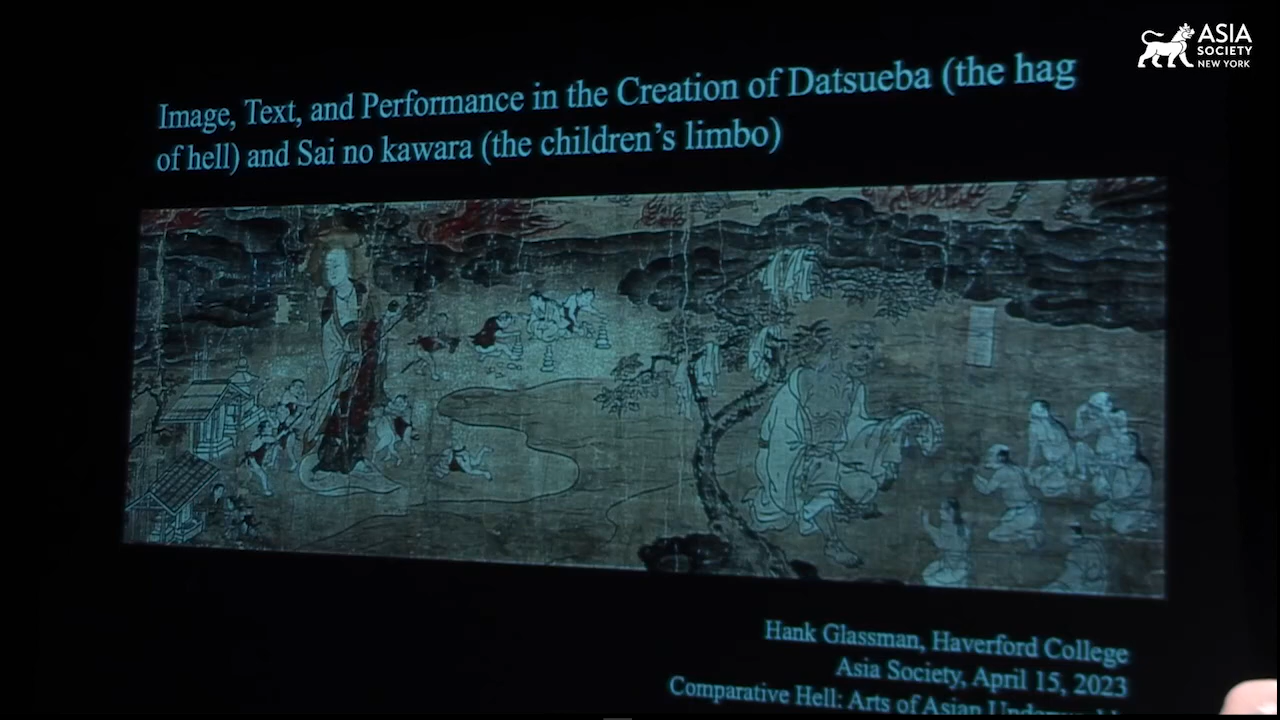 ASIA
SOCIETY
NEW YORK
Image, Text, and Performance in the Creation of Datsueba (the hag
of hell) and Sai no kawara (the children's limbo)
Hank Glassman, Haverford College
Asia Society, April 15, 2023
Comparative Hell: Arts of Asian